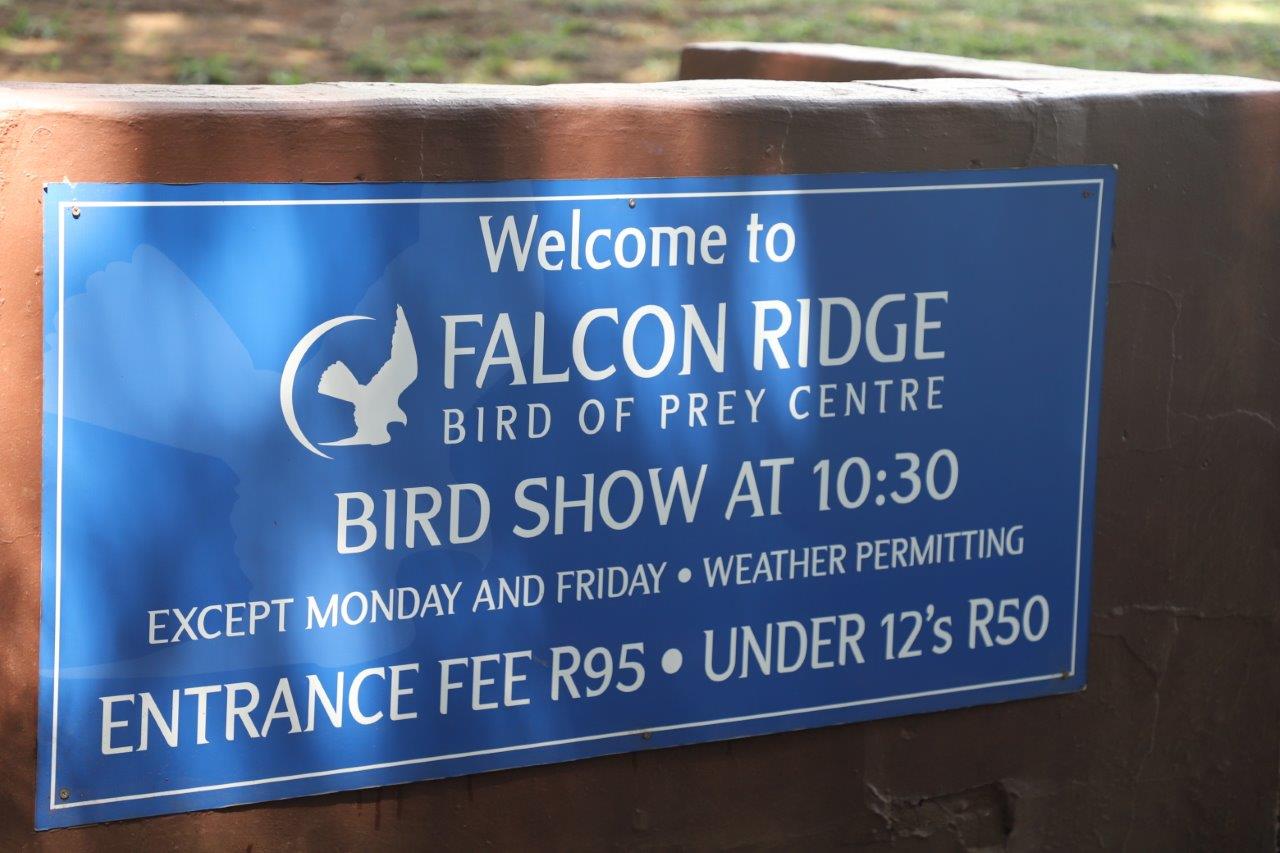 Welcome to
FALCON RIDGE
BIRD OF PREY CENTRE
BIRD SHOW AT 10:30
EXCEPT MONDAY AND FRIDAY • WEATHER PERMITTING
ENTRANCE FEE R95 • UNDER 12's R50